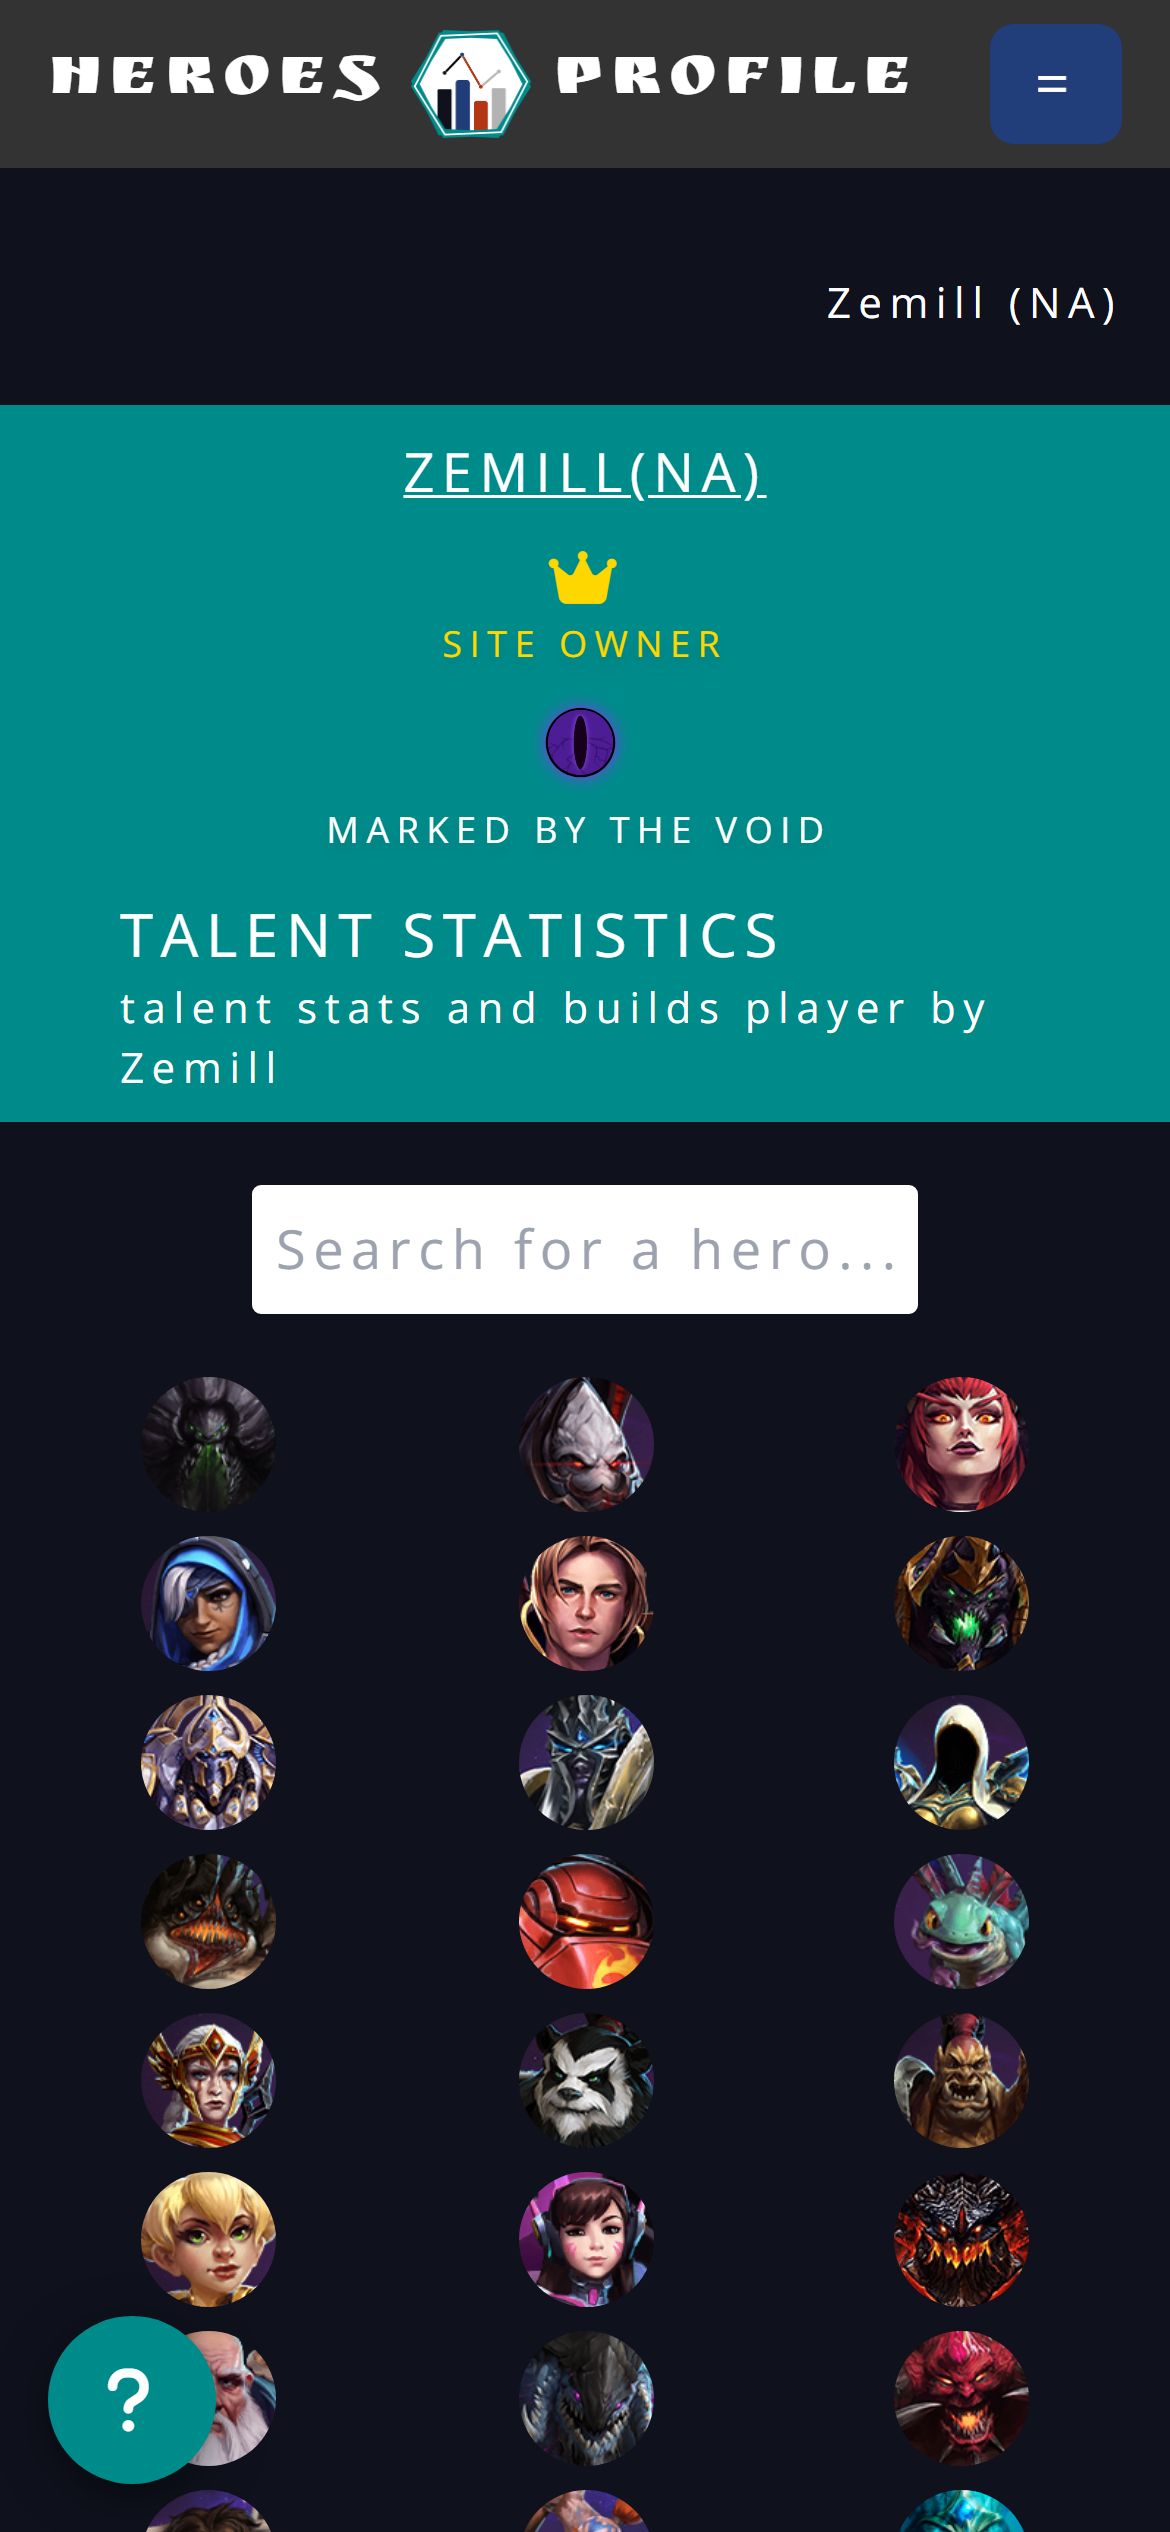 HEROES PROFILE
=
Zemill (NA)
ZEMILL(NA)
SITE OWNER
MARKED BY THE VOID
TALENT STATISTICS
talent stats and builds player by
Zemill
Search for a hero...
?